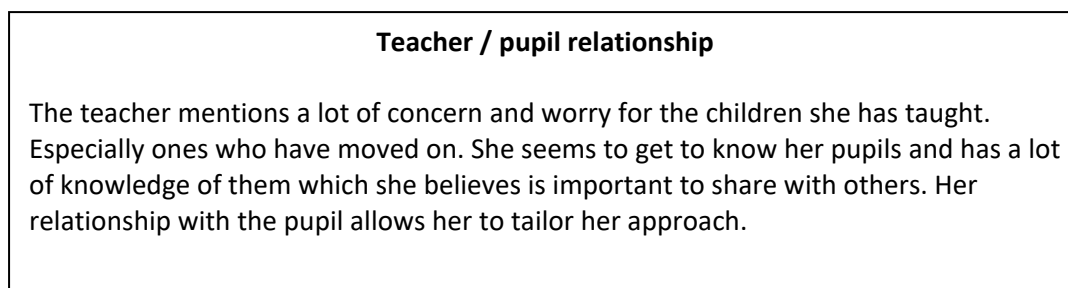 Teacher / pupil relationship
The teacher mentions a lot of concern and worry for the children she has taught.
Especially ones who have moved on. She seems to get to know her pupils and has a lot
of knowledge of them which she believes is important to share with others. Her
relationship with the pupil allows her to tailor her approach.